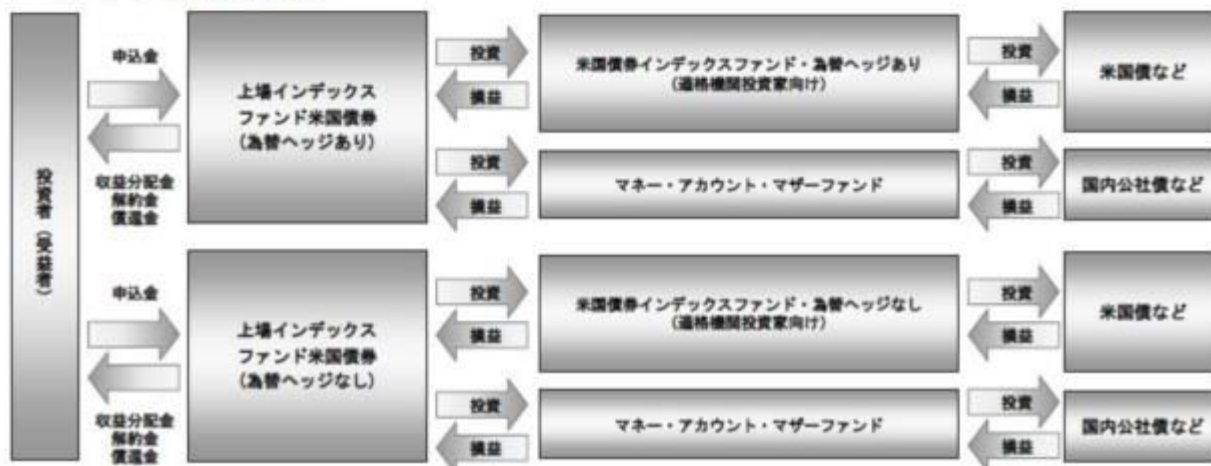 投資者（受益者）
申込金
収益分配金
解約金
償還金
上場インデックス
ファンド米国債券
（為替ヘッジあり）
投資
損益
米国債券インデックスファンド・為替ヘッジあり
（適格機関投資家向け）
投資
損益
米国債など
投資
損益
マネー・アカウント・マザーファンド
投資
損益
国内公社債など
申込金
収益分配金
解約金
償還金
上場インデックス
ファンド米国債券
（為替ヘッジなし）
投資
損益
米国債券インデックスファンド・為替ヘッジなし
（適格機関投資家向け）
投資
損益
米国債など
投資
損益
マネー・アカウント・マザーファンド
投資
損益
国内公社債など